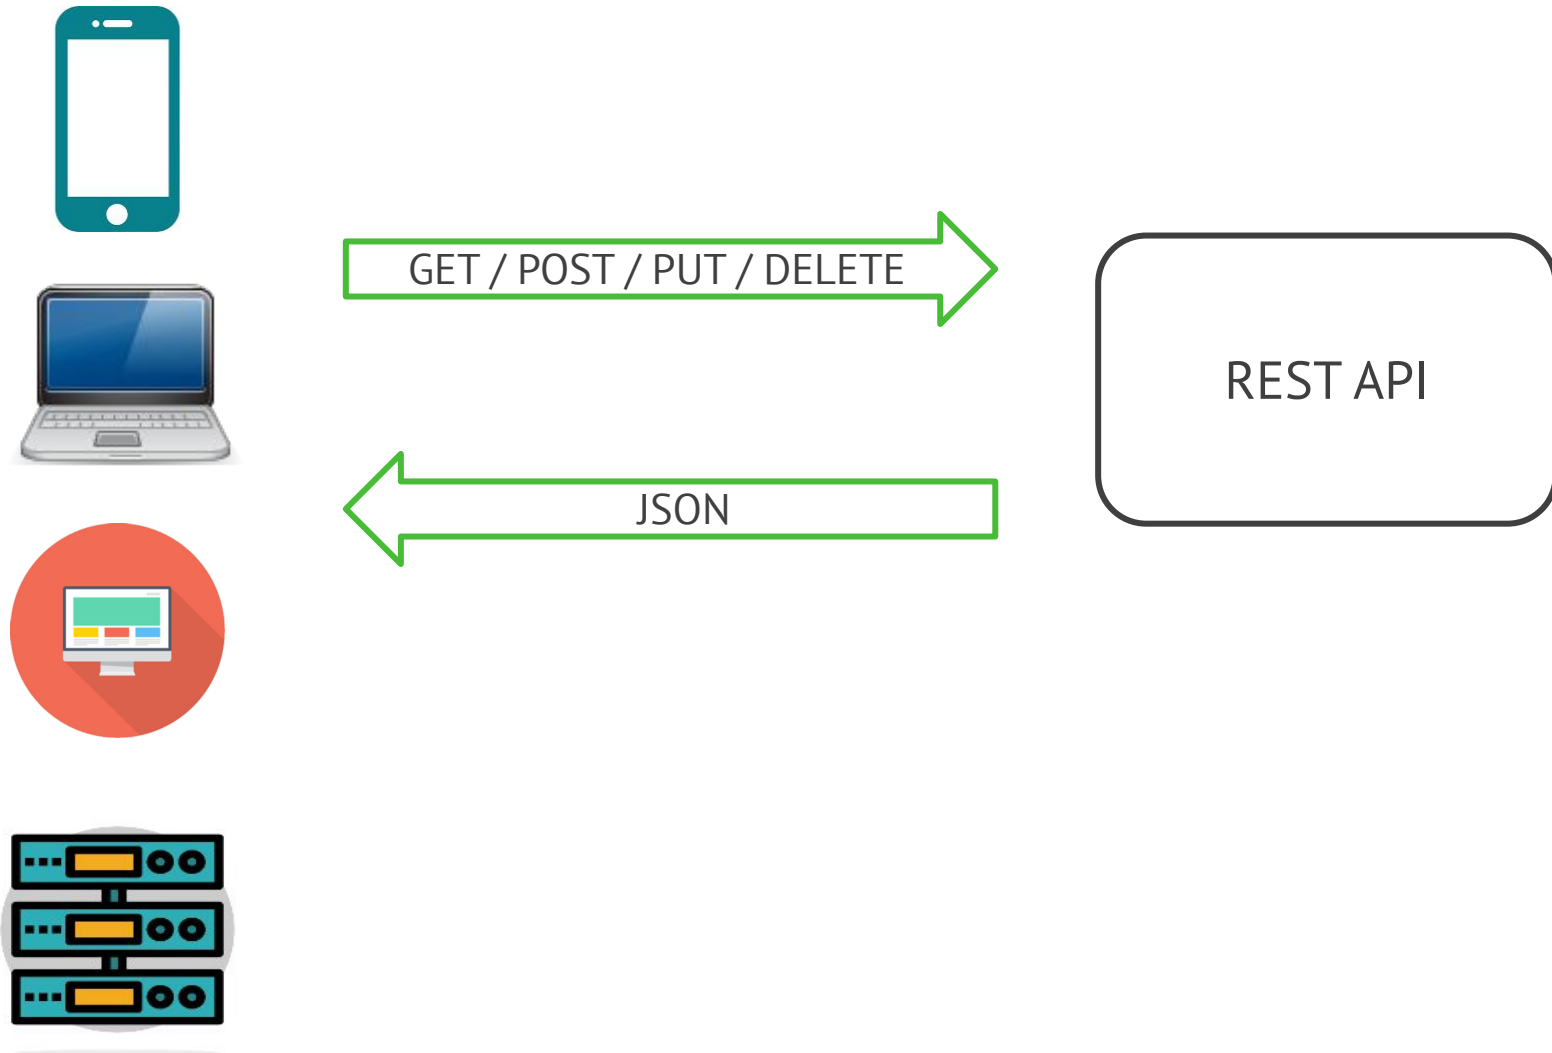 GET / POST / PUT / DELETE
REST API
JSON